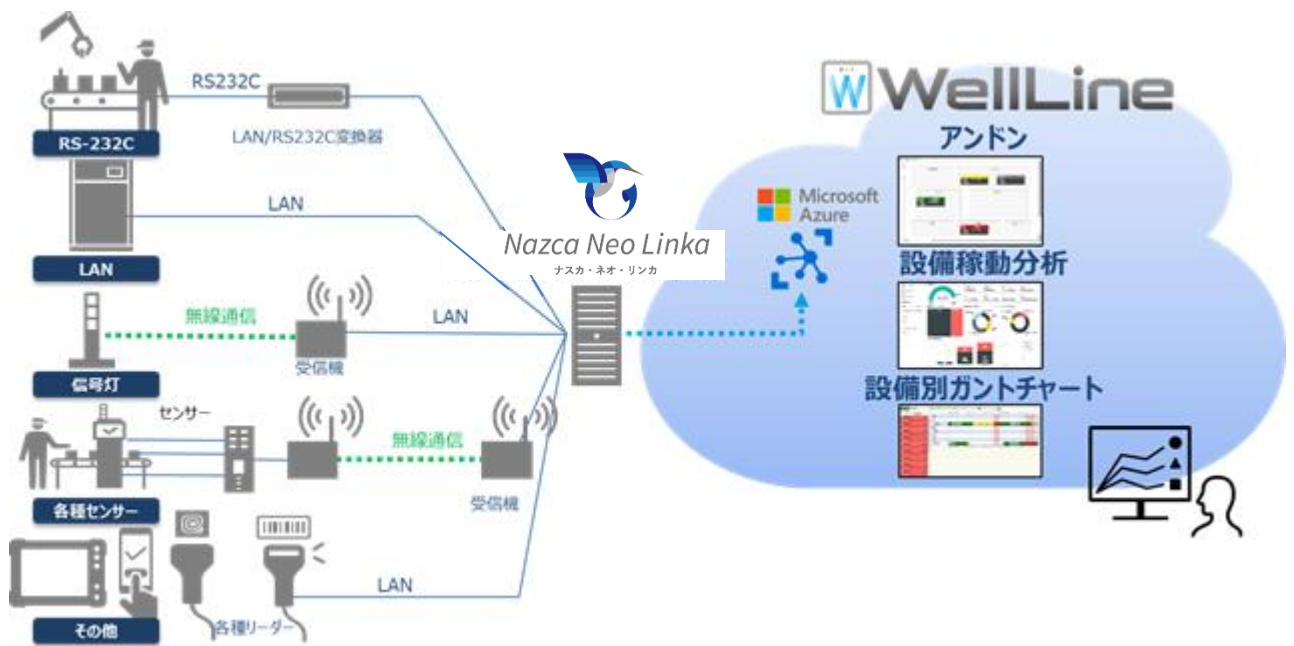 RS232C
LAN/RS232C変換器
RS-232C
LAN
LAN
無線通信
LAN
受信機
信号灯
センサー
無線通信
受信機
各種センサー
LAN
各種リーダー
その他
Nazca Neo Linka
ナスカ・ネオ・リンカ
W WellLine
アンドン
Microsoft
Azure
設備稼動分析
設備別ガントチャート